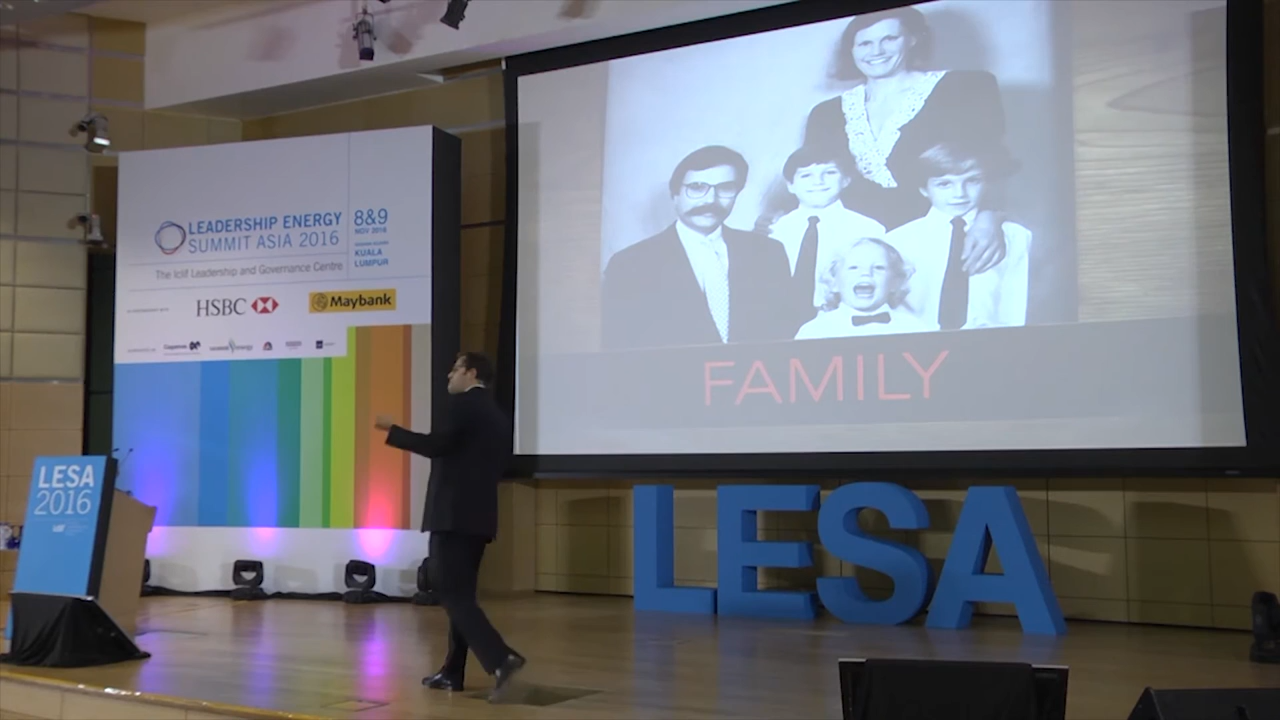 LEADERSHIP ENERGY
SUMMIT ASIA 2016
8&9
NOV 2016
KUALA
LUMPUR
The Iclif Leadership and Governance Centre
HSBC
Maybank
FAMILY
LESA
2016
LESA